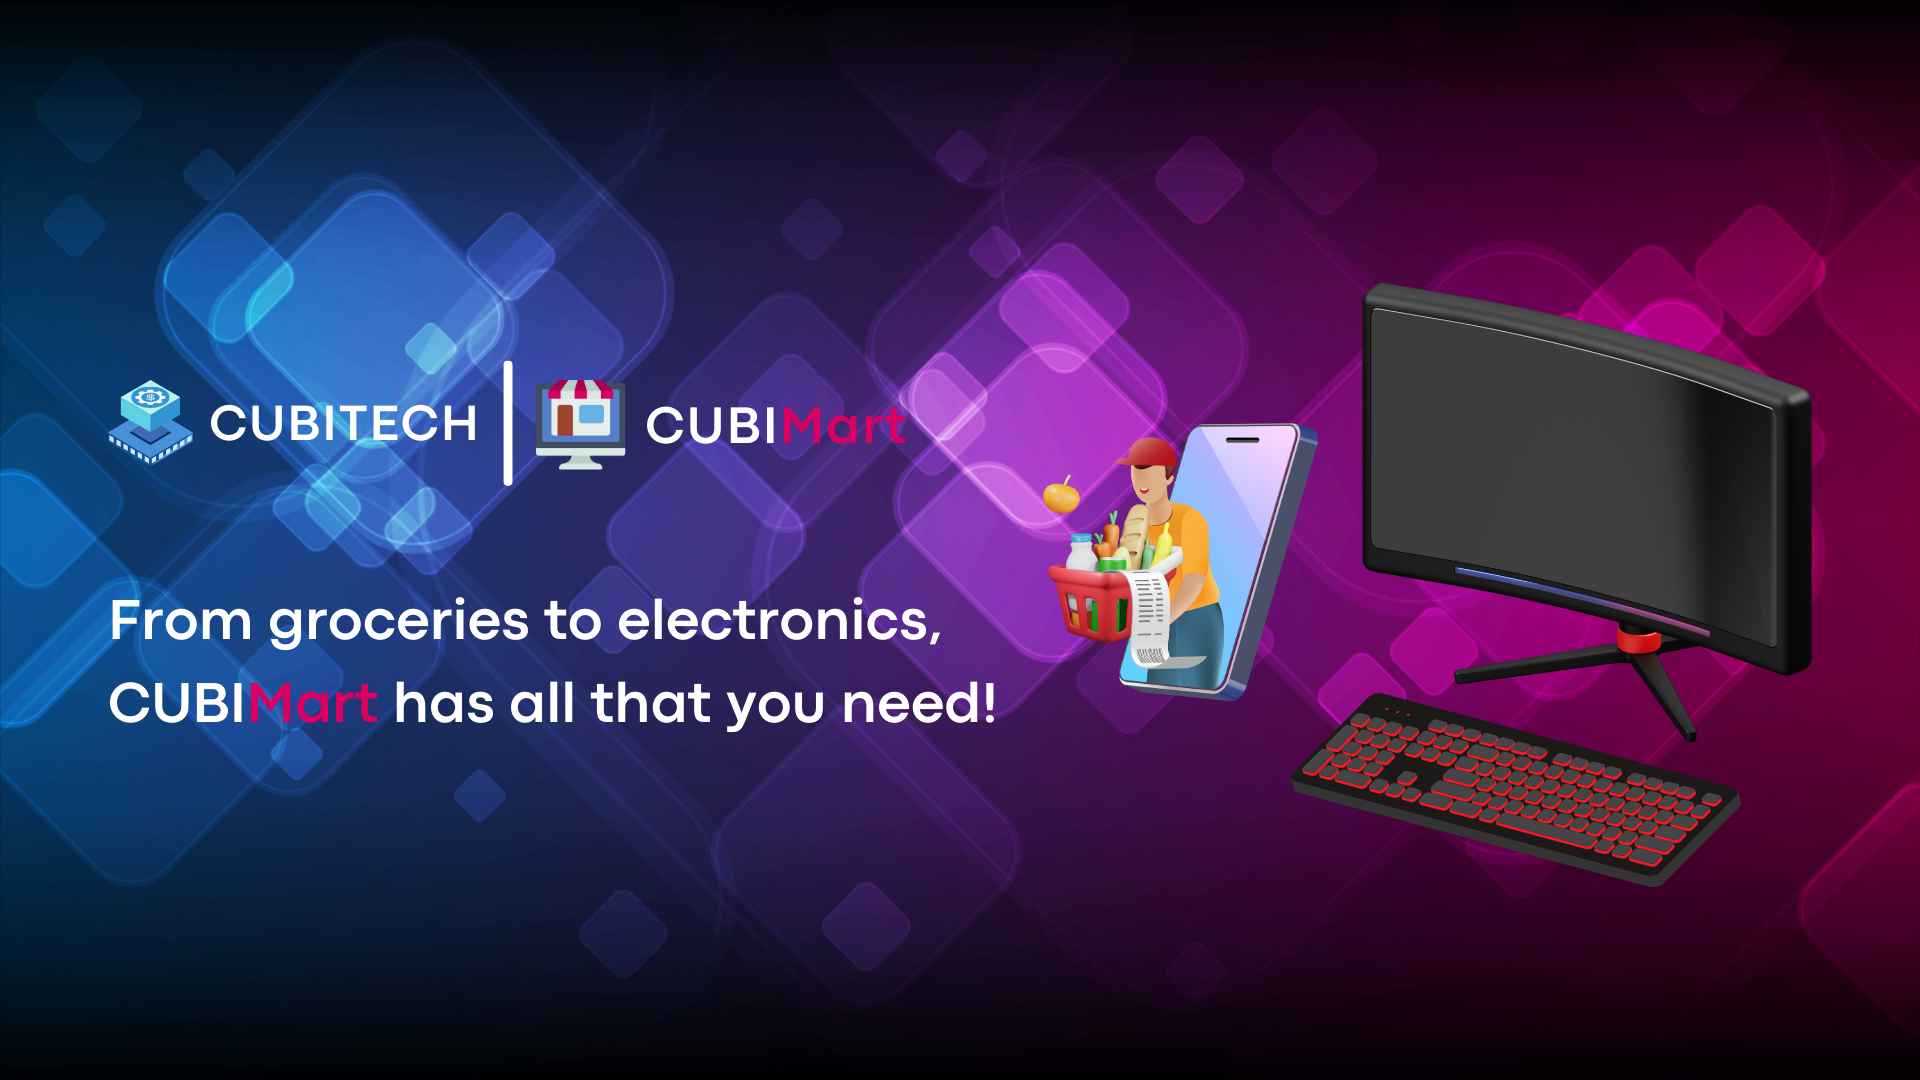 CUBITECH | CUBIMart
From groceries to electronics,
CUBIMart has all that you need!